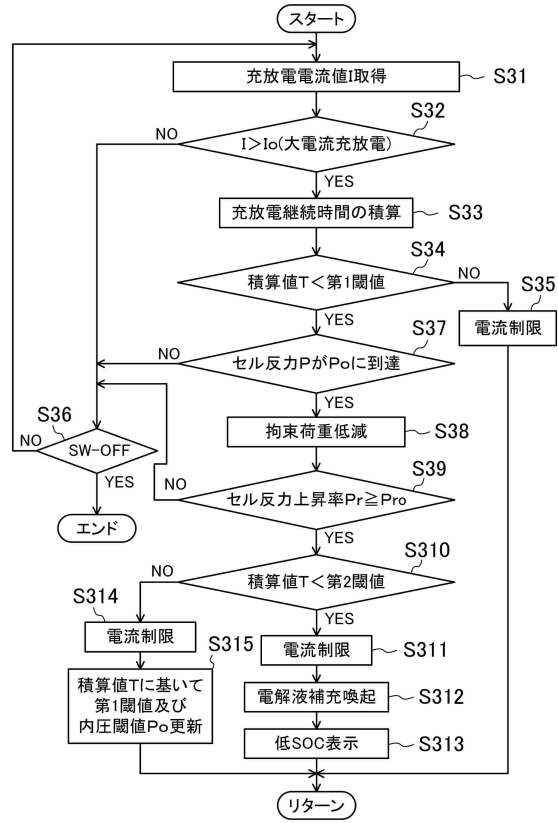 スタート
充放電電流値I取得
S31
S32
NO
I>Io(大電流充放電)
YES
充放電継続時間の積算
S33
S34
積算値T<第1閾値
NO
S35
YES
電流制限
S37
NO
セル反力PがPoに到達
YES
S36
拘束荷重低減
S38
NO
SW-OFF
S39
YES
NO
セル反力上昇率Pr≧Pro
エンド
YES
S310
NO
積算値T<第2閾値
S314
YES
電流制限
S315
電流制限
S311
積算値Tに基いて
第1閾値及び
内圧閾値Po更新
電解液補充喚起
S312
低SOC表示
S313
リターン